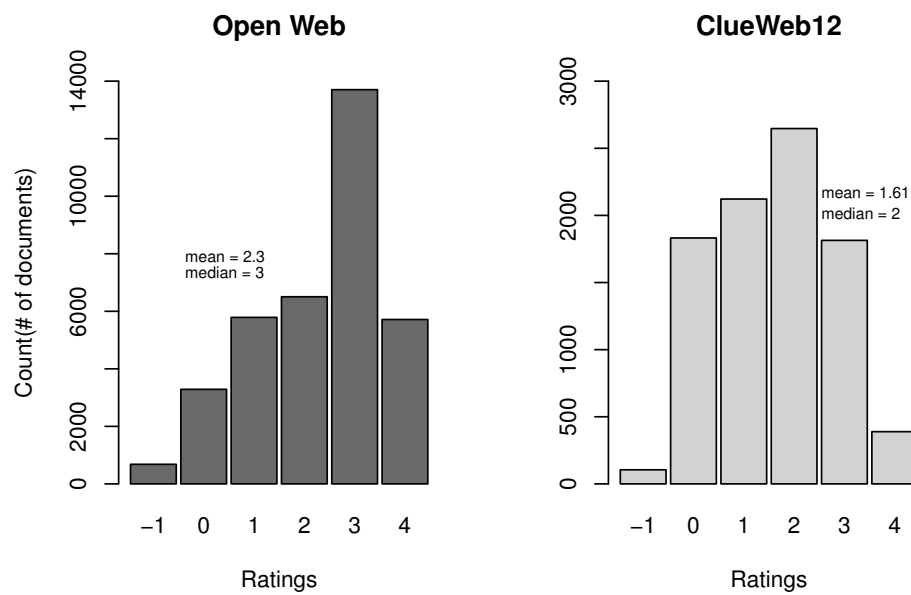 Open Web
Count(# of documents)
14000
10000
6000
2000
0
mean = 2.3
median = 3
−1 0 1 2 3 4
Ratings
ClueWeb12
3000
2000
1000
500
0
mean = 1.61
median = 2
−1 0 1 2 3 4
Ratings